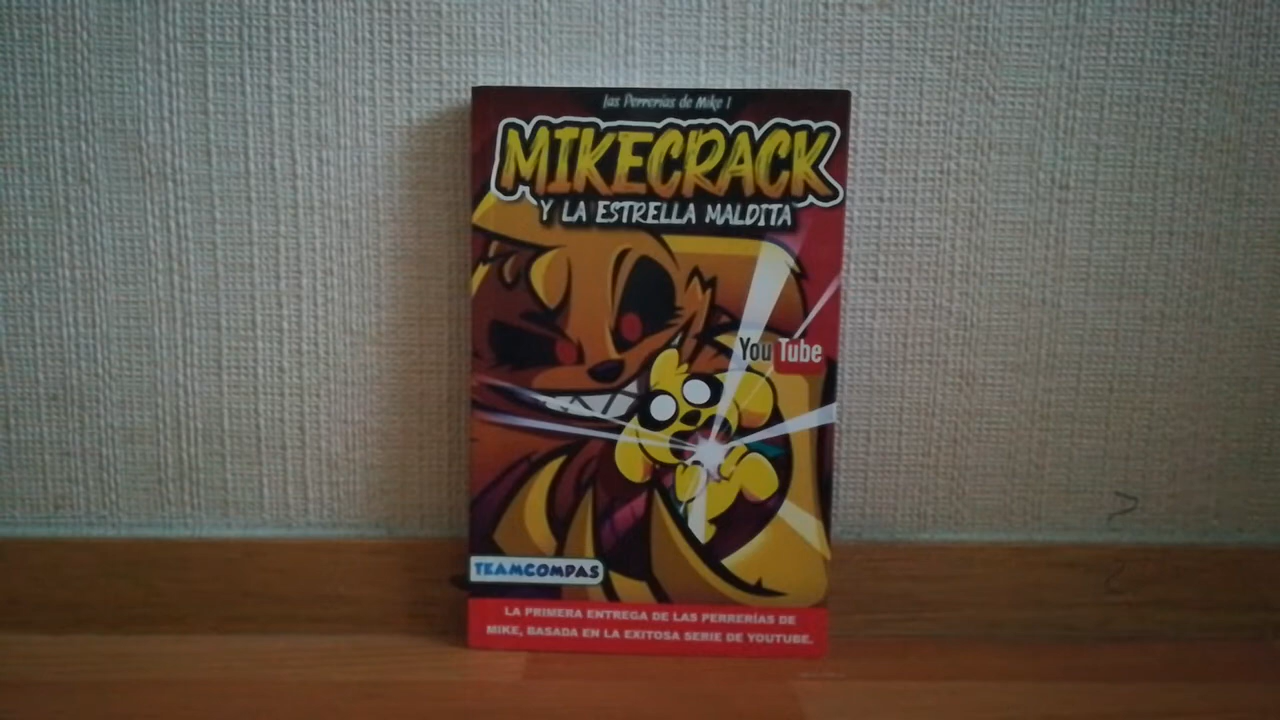 las Perrerías de Mike 1
MIKECRACK
Y LA ESTRELLA MALDITA
YouTube
TEAMCOMPAS
LA PRIMERA ENTREGA DE LAS PERRERÍAS DE
MIKE, BASADA EN LA EXITOSA SERIE DE YOUTUBE.